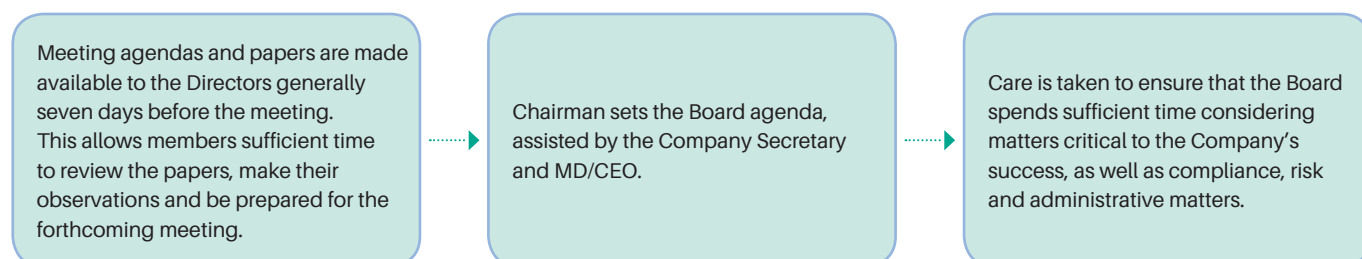 Meeting agendas and papers are made
available to the Directors generally
seven days before the meeting.
This allows members sufficient time
to review the papers, make their
observations and be prepared for the
forthcoming meeting.
Chairman sets the Board agenda,
assisted by the Company Secretary
and MD/CEO.
Care is taken to ensure that the Board
spends sufficient time considering
matters critical to the Company’s
success, as well as compliance, risk
and administrative matters.